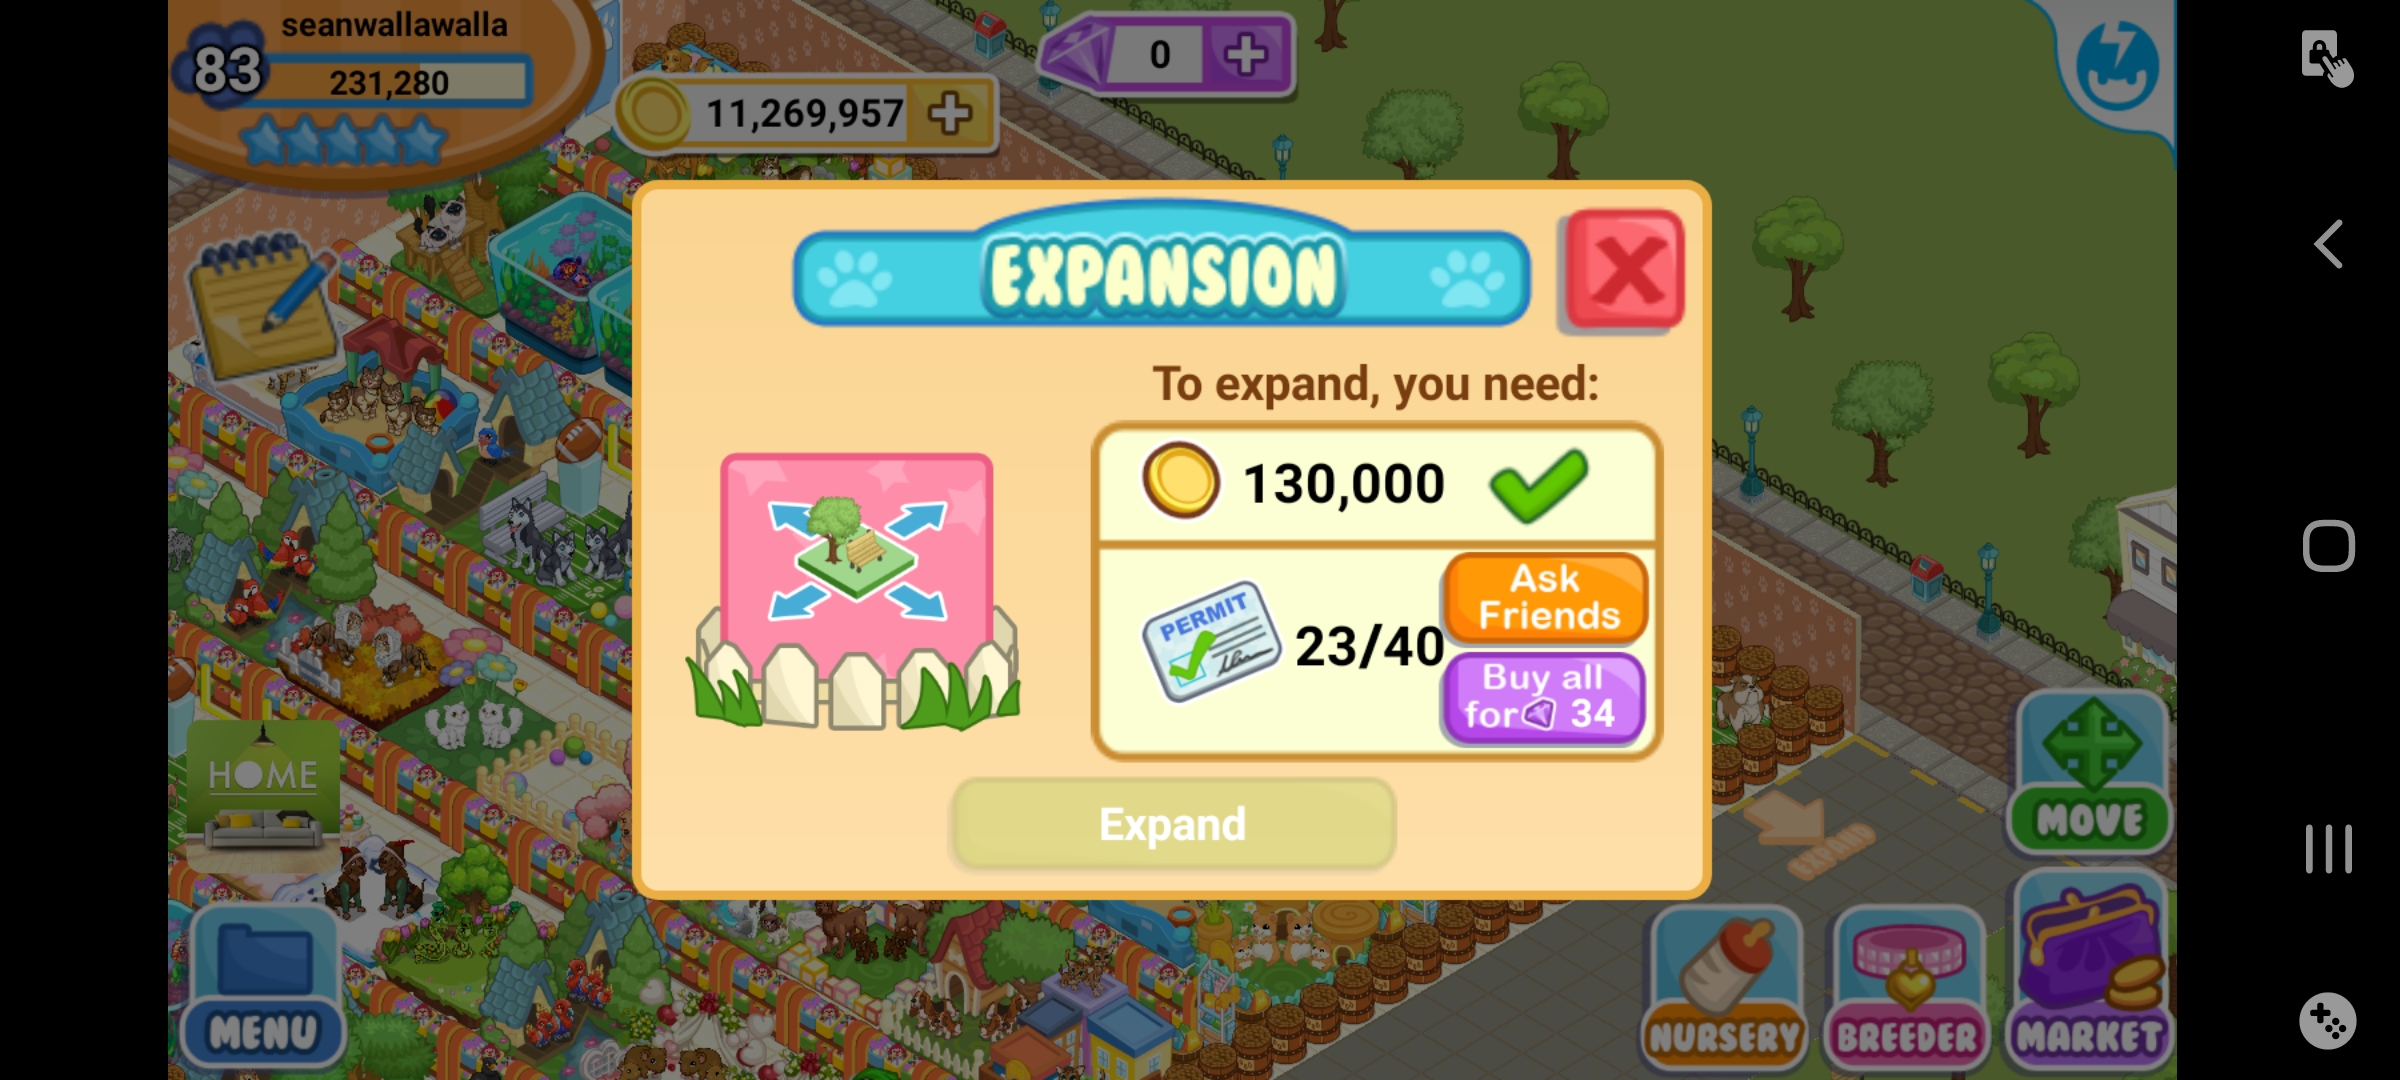 seanwallawalla
83
231,280
11,269,957
0
EXPANSION
To expand, you need:
130,000
PERMIT
23/40
Ask
Friends
Buy all
for 34
Expand
HOME
EXPAND
MOVE
MENU
NURSERY
BREEDER
MARKET